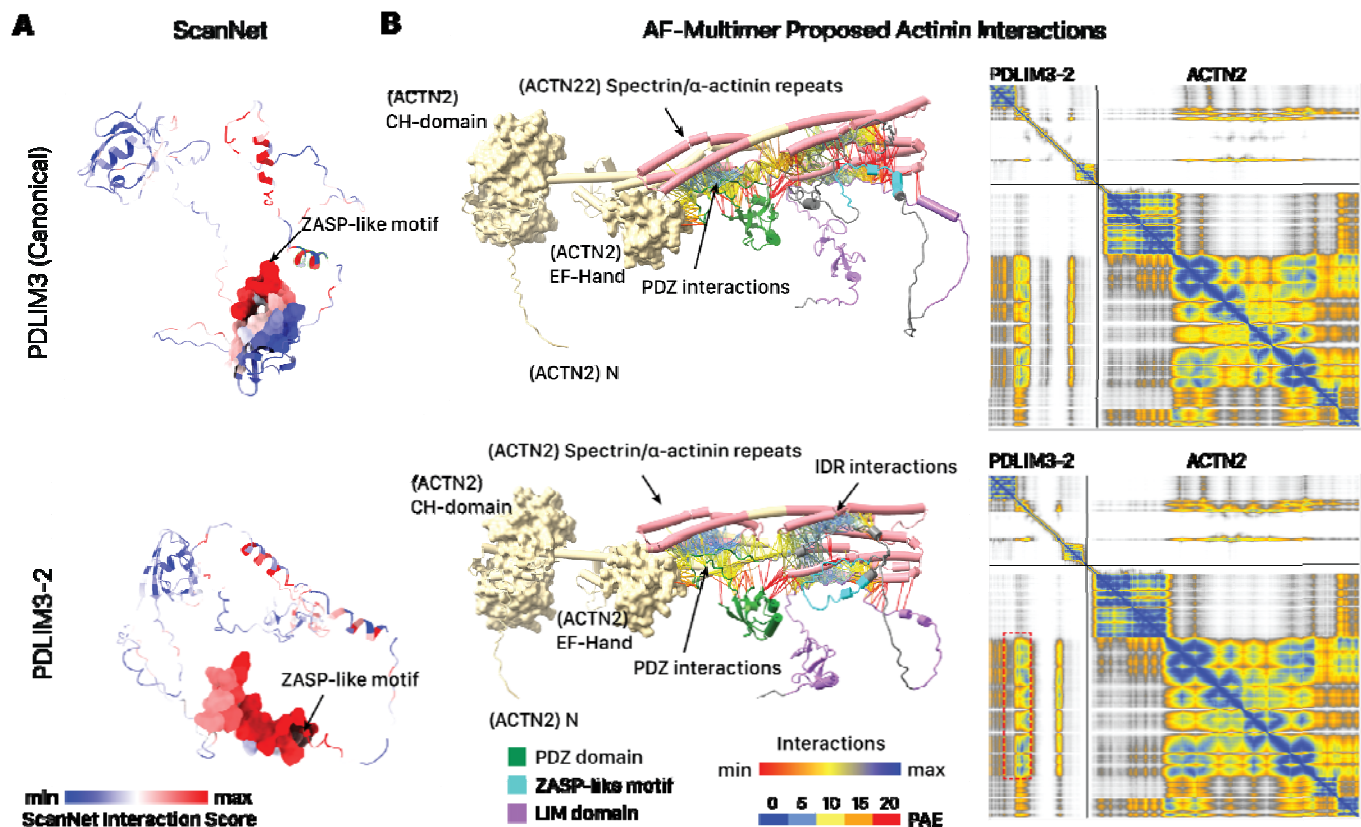 A
ScanNet
B
AF-Multimer Proposed Actinin Interactions
PDLIM3 (Canonical)
ZASP-like motif
(ACTN2)
CH-domain
(ACTN22) Spectrin/α-actinin repeats
(ACTN2)
EF-Hand
PDZ interactions
(ACTN2) N
PDLIM3-2
ACTN2
PDLIM3-2
ZASP-like motif
min
max
ScanNet Interaction Score
(ACTN2) Spectrin/α-actinin repeats
IDR interactions
(ACTN2)
CH-domain
(ACTN2)
EF-Hand
PDZ interactions
(ACTN2) N
PDZ domain
ZASP-like motif
LIM domain
Interactions
min
max
0 5 10 15 20
PAE
PDLIM3-2
ACTN2